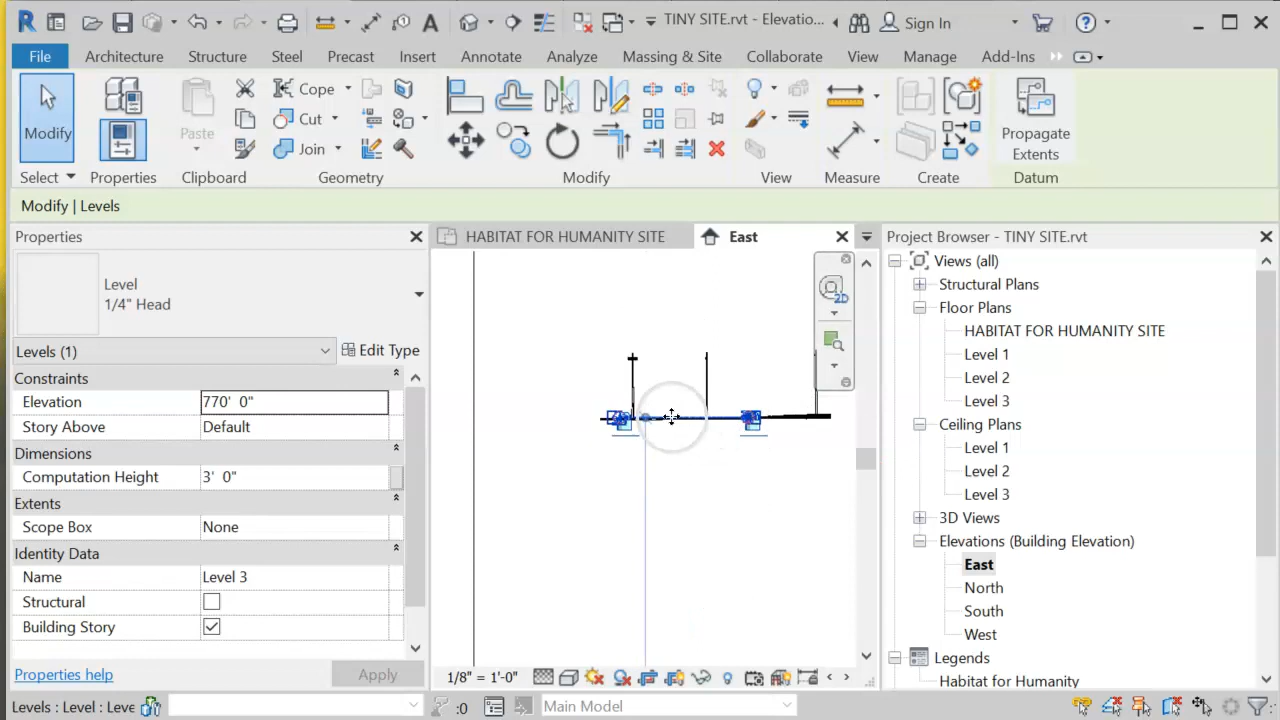 TINY SITE.rvt - Elevatio...
Sign In
File
Architecture
Structure
Steel
Precast
Insert
Annotate
Analyze
Massing & Site
Collaborate
View
Manage
Add-Ins
Modify
Paste
Cope
Cut
Join
Propagate
Extents
Select
Properties
Clipboard
Geometry
Modify
View
Measure
Create
Datum
Modify | Levels
Properties
Level
1/4" Head
Levels (1)
Edit Type
Constraints
Elevation
770' 0"
Story Above
Default
Dimensions
Computation Height
3' 0"
Extents
Scope Box
None
Identity Data
Name
Level 3
Structural
Building Story
Properties help
Apply
HABITAT FOR HUMANITY SITE
East
2D
1/8" = 1'-0"
Project Browser - TINY SITE.rvt
Views (all)
Structural Plans
Floor Plans
HABITAT FOR HUMANITY SITE
Level 1
Level 2
Level 3
Ceiling Plans
Level 1
Level 2
Level 3
3D Views
Elevations (Building Elevation)
East
North
South
West
Legends
Habitat for Humanity
Levels : Level : Leve
:0
Main Model
:0